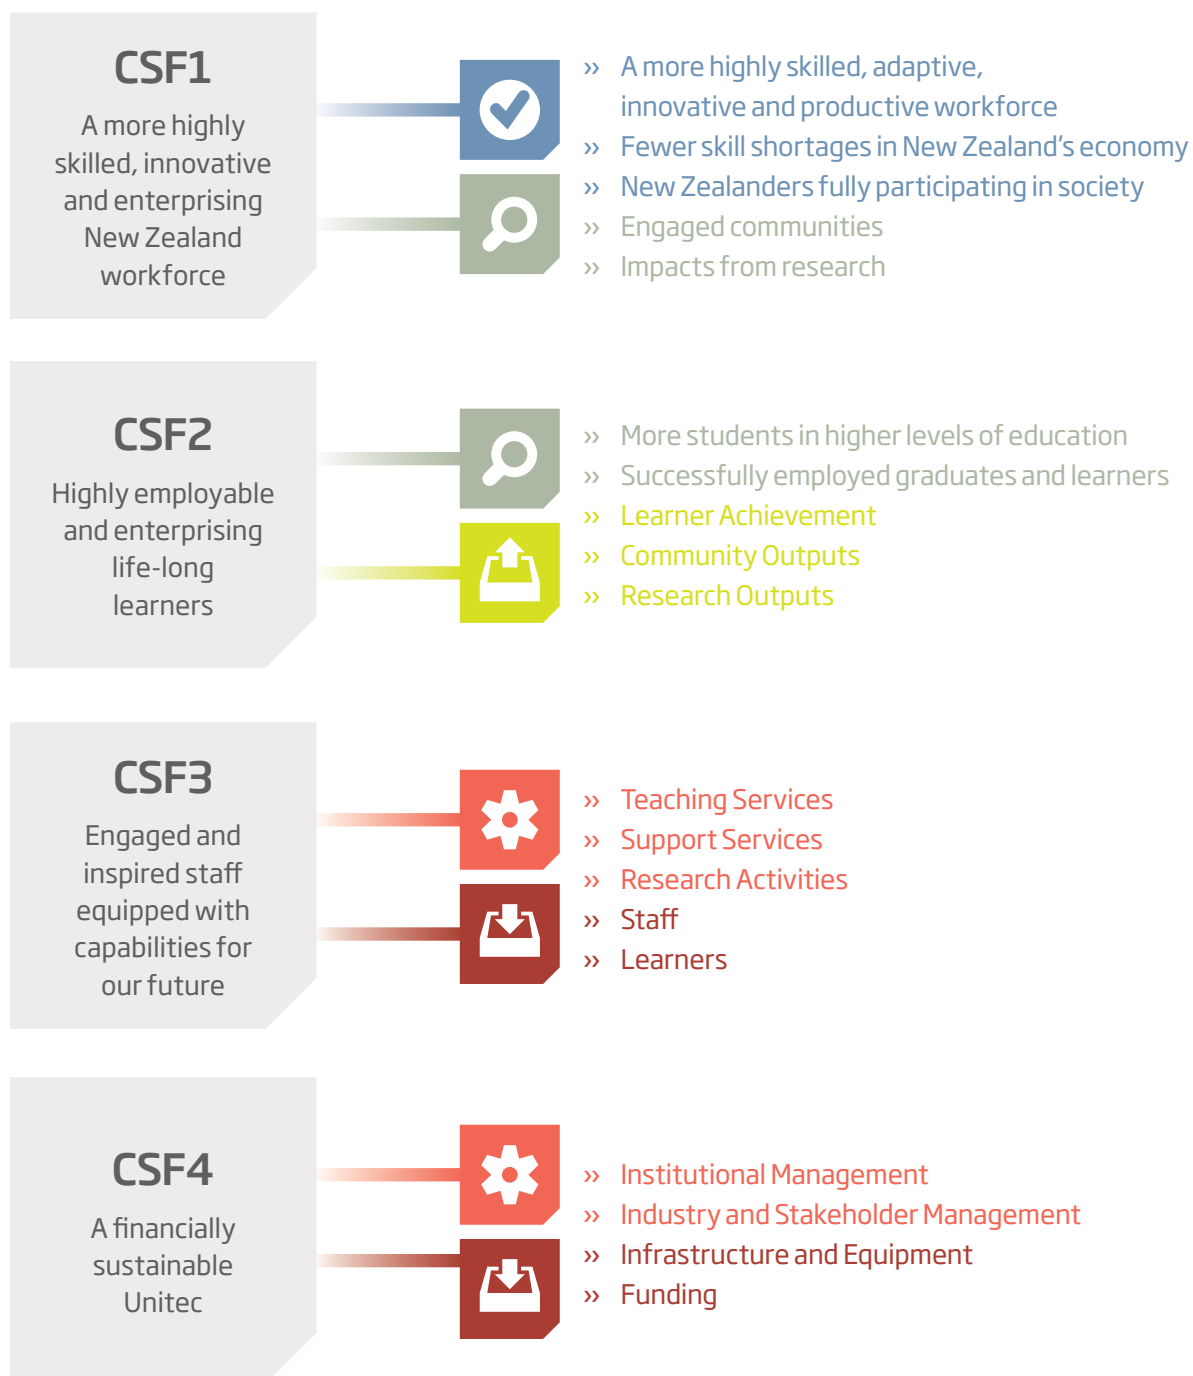 CSF1
A more highly
skilled, innovative
and enterprising
New Zealand
workforce
›› A more highly skilled, adaptive,
innovative and productive workforce
›› Fewer skill shortages in New Zealand's economy
›› New Zealanders fully participating in society
›› Engaged communities
›› Impacts from research
CSF2
Highly employable
and enterprising
life-long
learners
›› More students in higher levels of education
›› Successfully employed graduates and learners
›› Learner Achievement
›› Community Outputs
›› Research Outputs
CSF3
Engaged and
inspired staff
equipped with
capabilities for
our future
›› Teaching Services
›› Support Services
›› Research Activities
›› Staff
›› Learners
CSF4
A financially
sustainable
Unitec
›› Institutional Management
›› Industry and Stakeholder Management
›› Infrastructure and Equipment
›› Funding